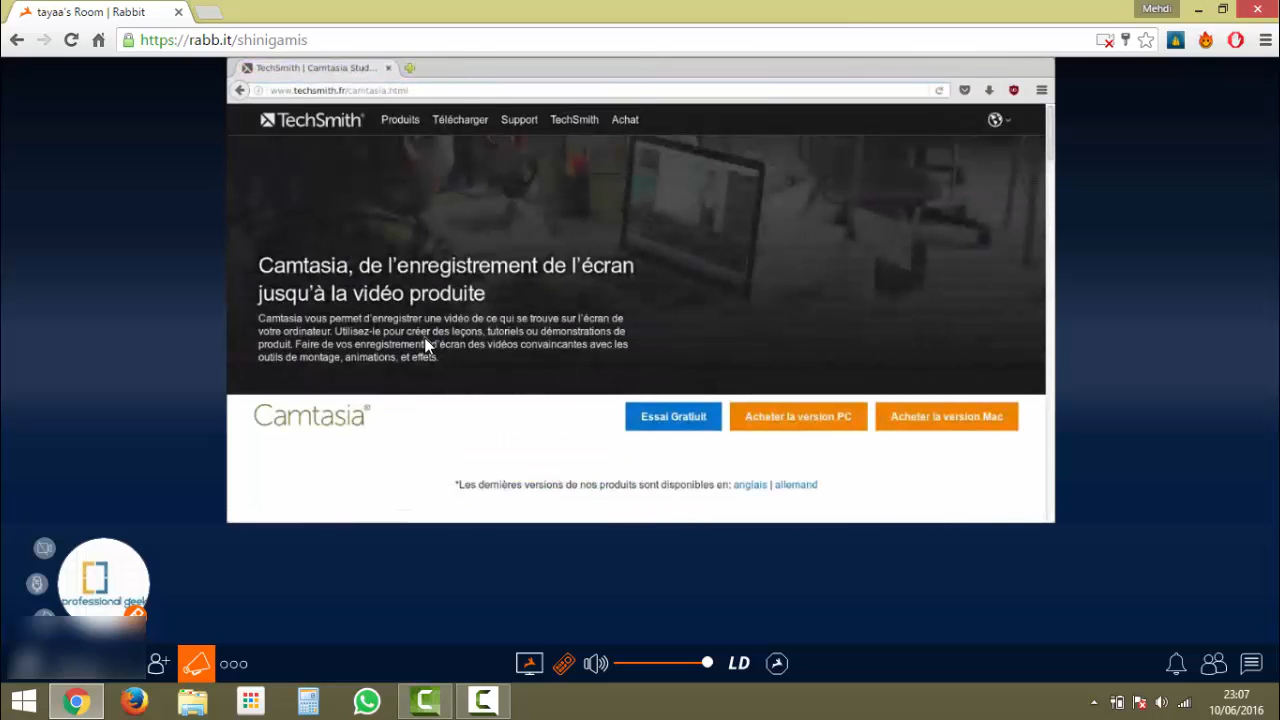 tayaa's Room | Rabbit
Mehdi
https://rabb.it/shinigamis
TechSmith | Camtasia Stud...
www.techsmith.fr/camtasia.html
TechSmith® Produits Télécharger Support TechSmith Achat
Camtasia, de l'enregistrement de l'écran
jusqu'à la vidéo produite
Camtasia vous permet d'enregistrer une vidéo de ce qui se trouve sur l'écran de
votre ordinateur. Utilisez-le pour créer des leçons, tutoriels ou démonstrations de
produit. Faire de vos enregistrements d'écran des vidéos convaincantes avec les
outils de montage, animations, et effets.
Camtasia® Essai Gratiuit Acheter la version PC Acheter la version Mac
*Les dernières versions de nos produits sont disponibles en: anglais | allemand
professional geek
LD
23:07
10/06/2016